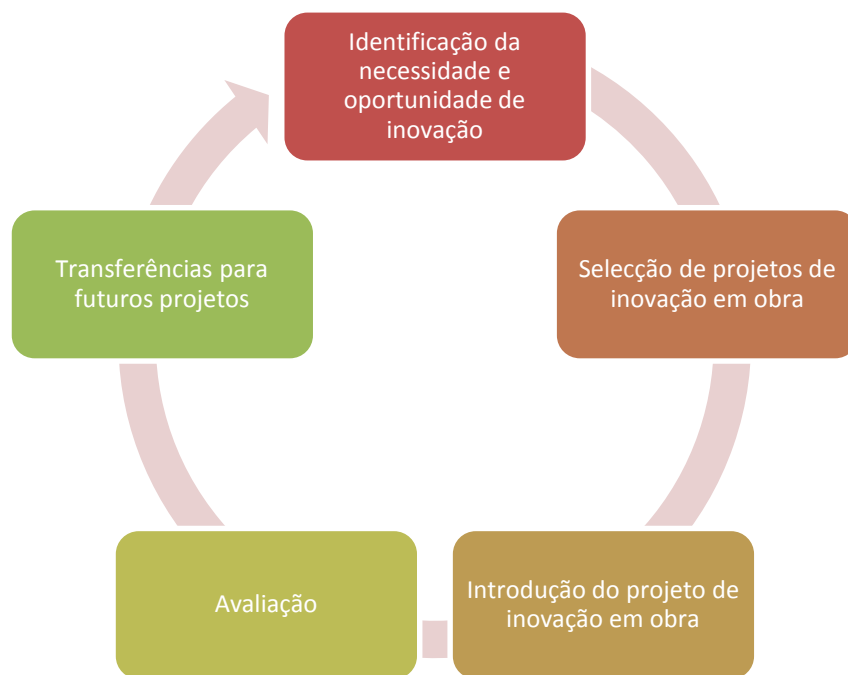 Identificação da
necessidade e
oportunidade de
inovação
Selecção de projetos de
inovação em obra
Introdução do projeto de
inovação em obra
Avaliação
Transferências para
futuros projetos